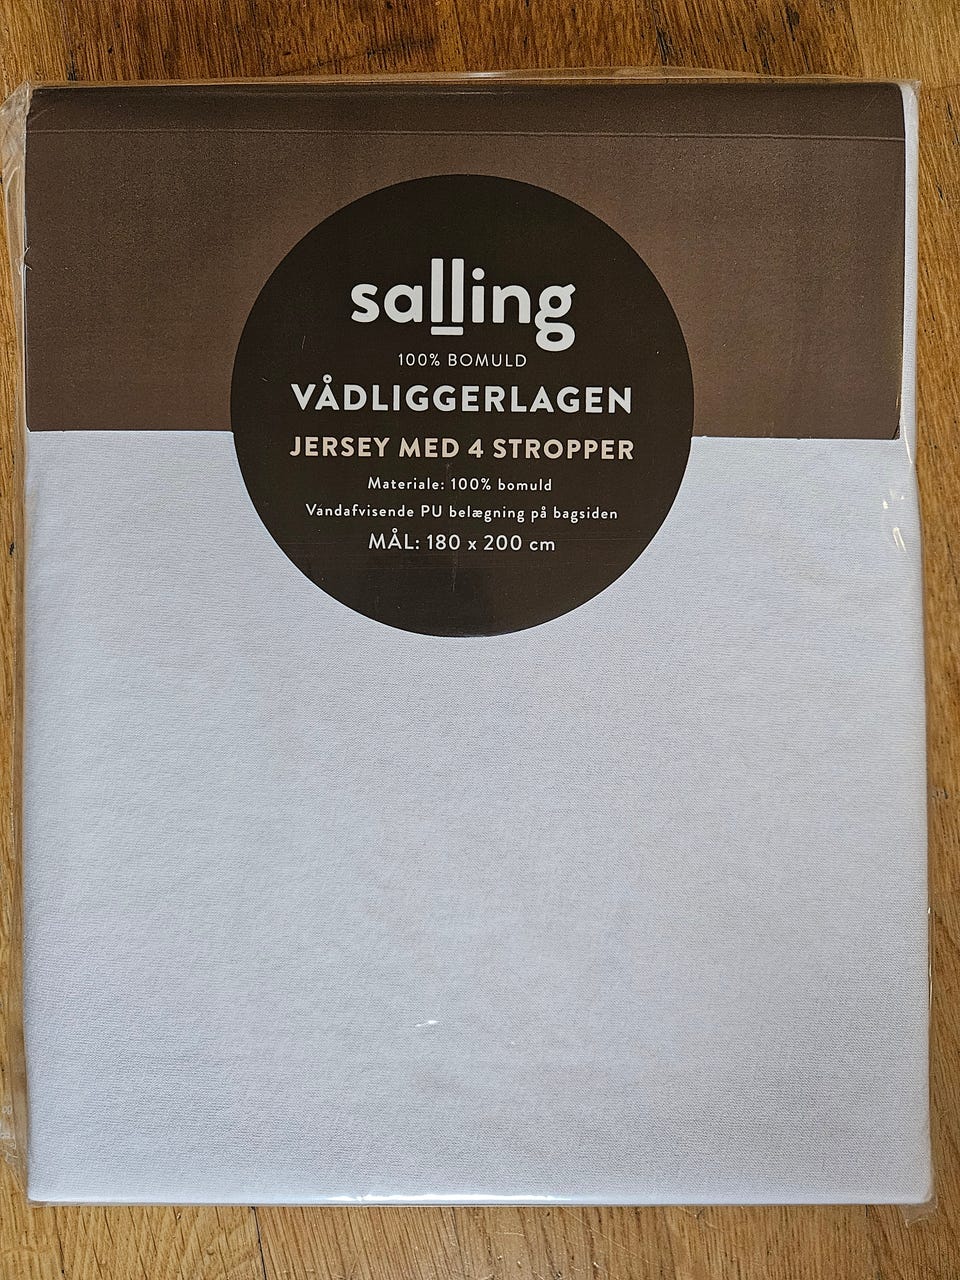 salling
100% BOMULD
VÅDLIGGERLAGEN
JERSEY MED 4 STROPPER
Materiale: 100% bomuld
Vandafvisende PU belægning på bagsiden
MÅL: 180 x 200 cm